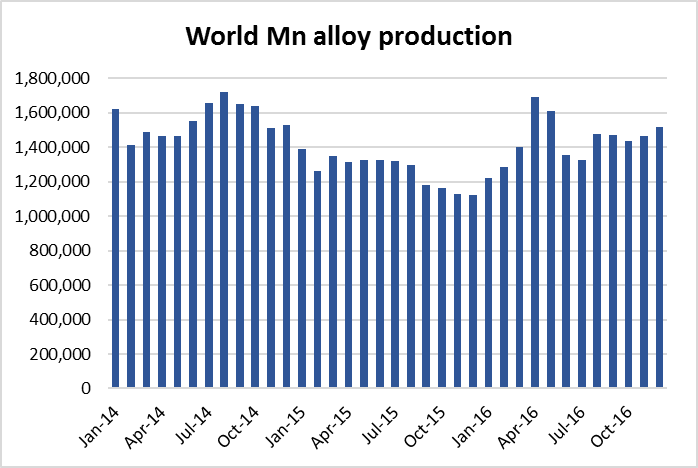 World Mn alloy production
1,800,000
1,600,000
1,400,000
1,200,000
1,000,000
800,000
600,000
400,000
200,000
0
Jan-14
Apr-14
Jul-14
Oct-14
Jan-15
Apr-15
Jul-15
Oct-15
Jan-16
Apr-16
Jul-16
Oct-16